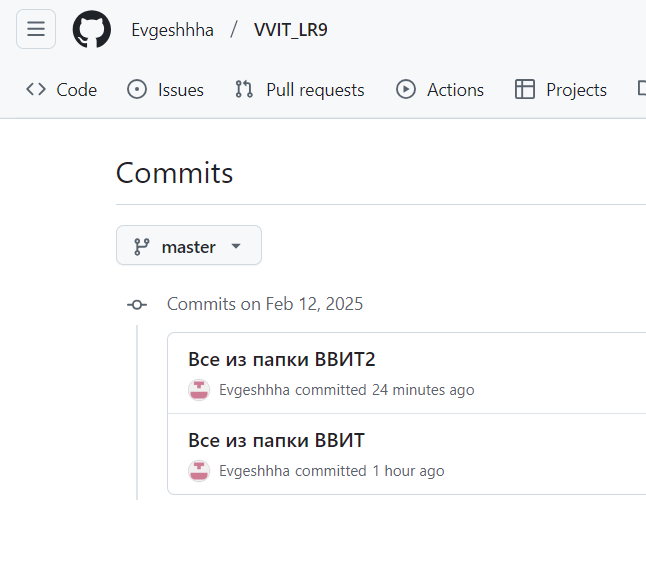 Evgeshhha / VVIT_LR9
Code Issues Pull requests Actions Projects
Commits
master
Commits on Feb 12, 2025
Все из папки ВВИТ2
Evgeshhha committed 24 minutes ago
Все из папки ВВИТ
Evgeshhha committed 1 hour ago